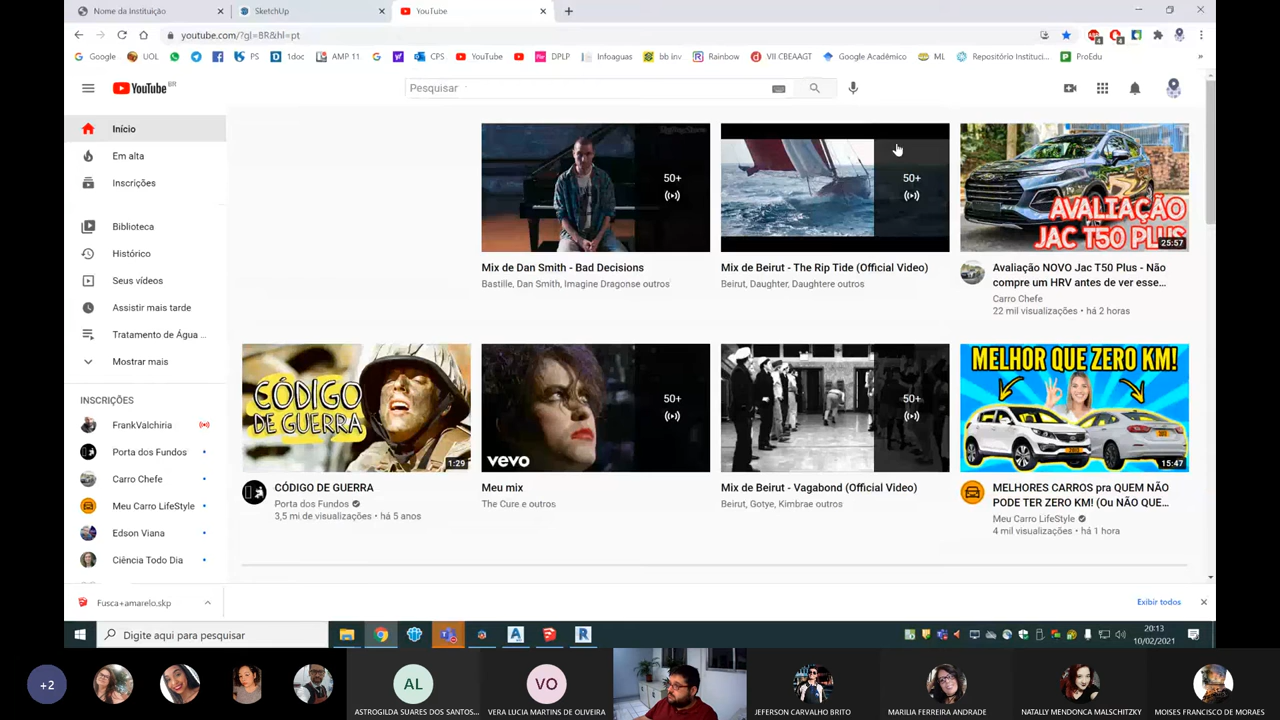 Nome da Instituição
SketchUp
YouTube
youtube.com/?gl=BR&hl=pt
Google
UOL
PS
1doc
AMP 11
CPS
YouTube
DPLP
Infoaguas
bb inv
Rainbow
VII CBEAAGT
Google Acadêmico
ML
Repositório Instituci...
ProEdu
YouTube BR
Pesquisar
Início
Em alta
Inscrições
Biblioteca
Histórico
Seus vídeos
Assistir mais tarde
Tratamento de Água ...
Mostrar mais
INSCRIÇÕES
FrankValchiria
Porta dos Fundos
Carro Chefe
Meu Carro LifeStyle
Edson Viana
Ciência Todo Dia
50+
Mix de Dan Smith - Bad Decisions
Bastille, Dan Smith, Imagine Dragonse outros
50+
Mix de Beirut - The Rip Tide (Official Video)
Beirut, Daughter, Daughtere outros
AVALIAÇÃO
JAC T50 PLUS
25:57
Avaliação NOVO Jac T50 Plus - Não
compre um HRV antes de ver esse...
Carro Chefe
22 mil visualizações • há 2 horas
CÓDIGO
DE GUERRA
1:29
CÓDIGO DE GUERRA
Porta dos Fundos
3,5 mi de visualizações • há 5 anos
50+
vevo
Meu mix
The Cure e outros
50+
Mix de Beirut - Vagabond (Official Video)
Beirut, Gotye, Kimbrae outros
MELHOR QUE ZERO KM!
15:47
MELHORES CARROS pra QUEM NÃO
PODE TER ZERO KM! (Ou NÃO QUE...
Meu Carro LifeStyle
4 mil visualizações • há 1 hora
Fusca+amarelo.skp
Exibir todos
Digite aqui para pesquisar
20:13
10/02/2021
+2
AL
ASTROGILDA SUARES DOS SANTOS...
VO
VERA LUCIA MARTINS DE OLIVEIRA
JEFERSON CARVALHO BRITO
MARILIA FERREIRA ANDRADE
NATALLY MENDONCA MALSCHITZKY
MOISES FRANCISCO DE MORAES